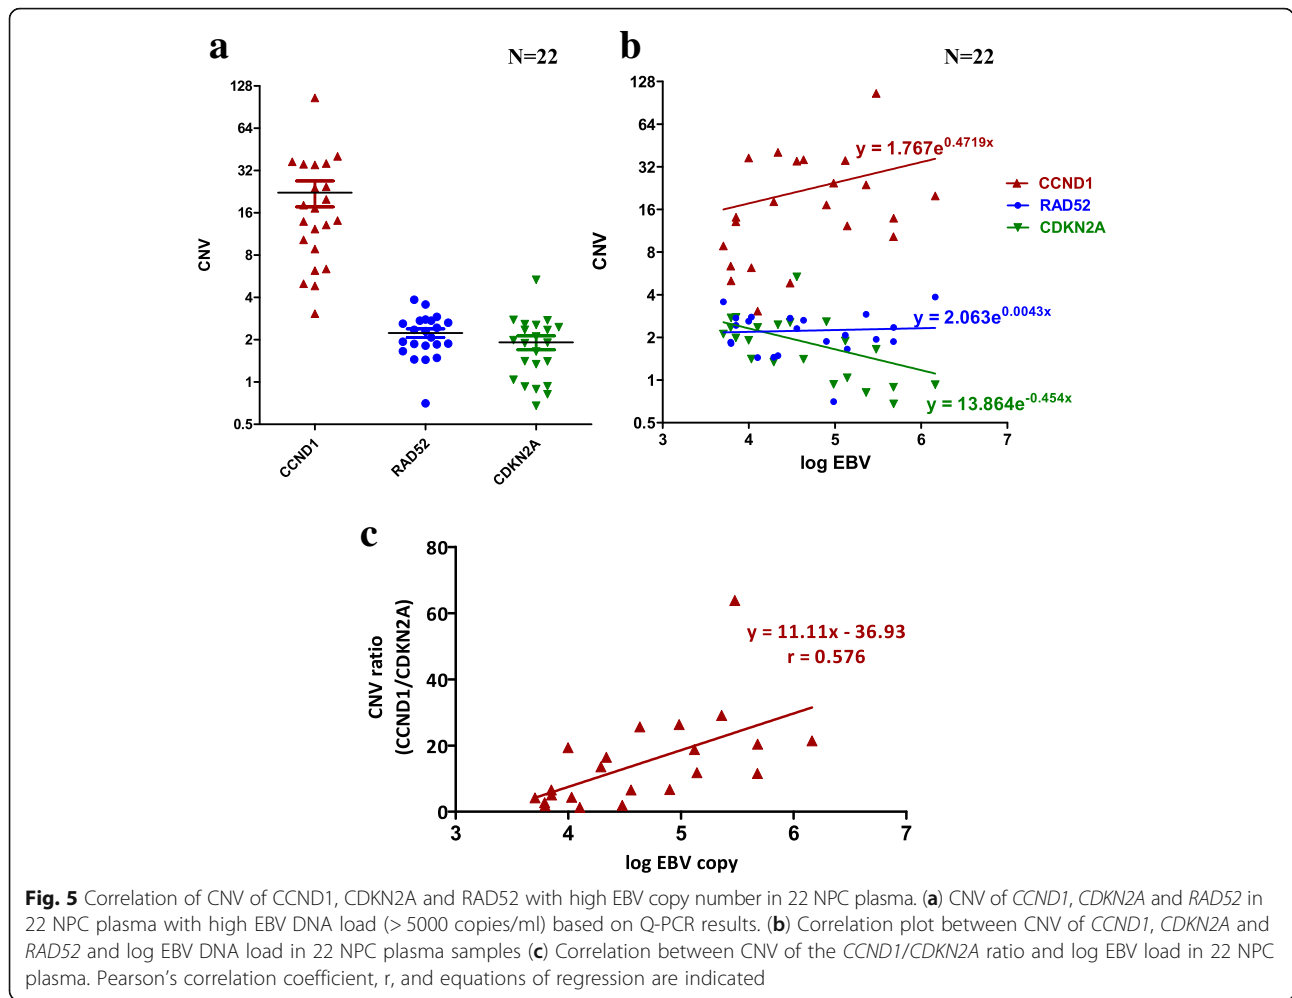 a
N=22
128
64
32
16
8
4
2
1
0.5
CNV
CCND1
RAD52
CDKN2A
b
N=22
128
64
32
16
8
4
2
1
0.5
CNV
3
4
5
6
7
log EBV
y = 1.767e^0.4719x
y = 2.063e^0.0043x
y = 13.864e^-0.454x
CCND1
RAD52
CDKN2A
c
80
60
40
20
0
CNV ratio
(CCND1/CDKN2A)
y = 11.11x - 36.93
r = 0.576
3
4
5
6
7
log EBV copy
Fig. 5 Correlation of CNV of CCND1, CDKN2A and RAD52 with high EBV copy number in 22 NPC plasma. (a) CNV of CCND1, CDKN2A and RAD52 in
22 NPC plasma with high EBV DNA load (> 5000 copies/ml) based on Q-PCR results. (b) Correlation plot between CNV of CCND1, CDKN2A and
RAD52 and log EBV DNA load in 22 NPC plasma samples (c) Correlation between CNV of the CCND1/CDKN2A ratio and log EBV load in 22 NPC
plasma. Pearson's correlation coefficient, r, and equations of regression are indicated